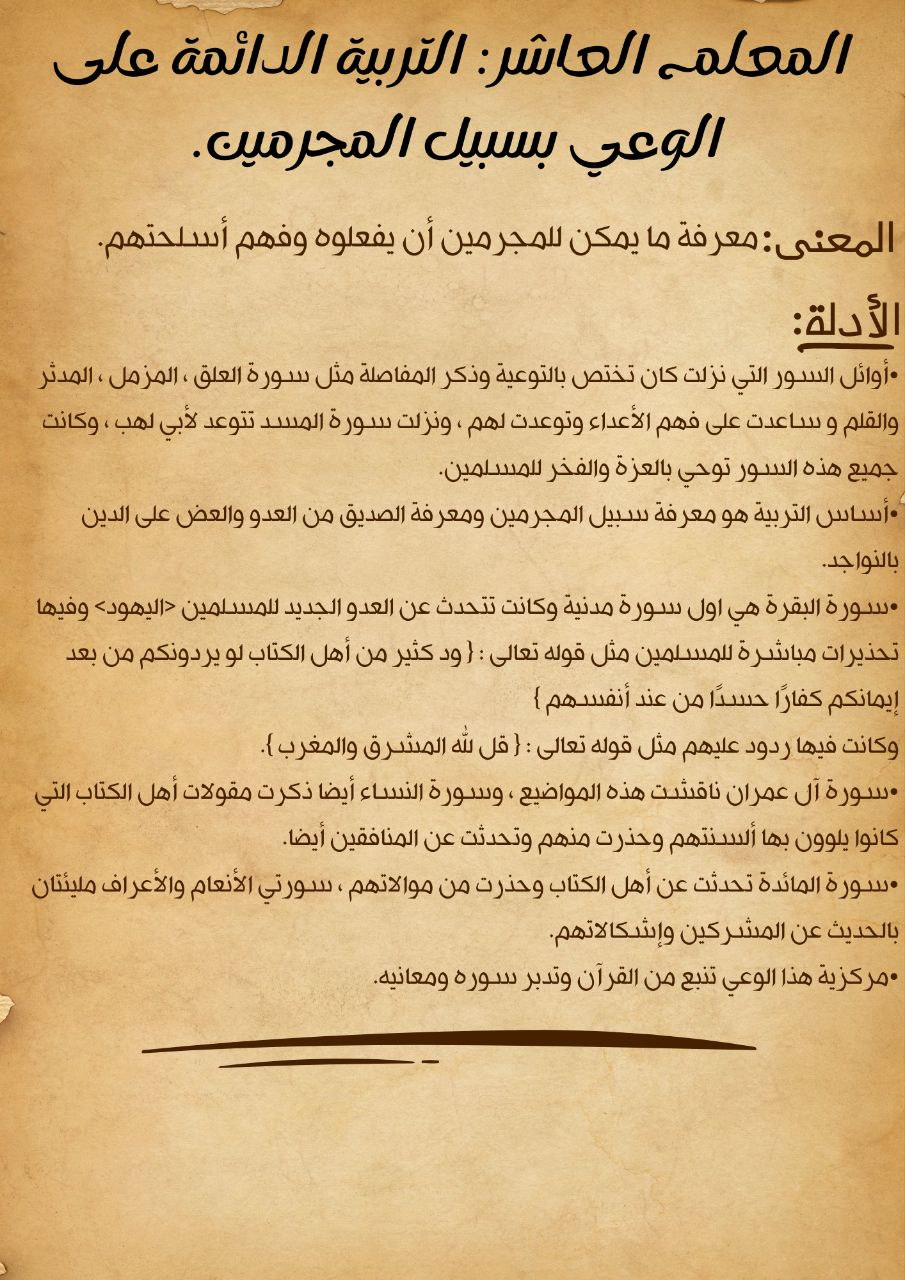 المعلم العاشر: التربية الدائمة على
الوعي بسبيل المجرمين.
المعنى: معرفة ما يمكن للمجرمين أن يفعلوه وفهم أسلحتهم.
الأدلة:
•أوائل السور التي نزلت كان تختص بالتوعية وذكر المفاصلة مثل سورة العلق ، المزمل ، المدثر
والقلم و ساعدت على فهم الأعداء وتوعدت لهم ، ونزلت سورة المسد تتوعد لأبي لهب ، وكانت
جميع هذه السور توحي بالعزة والفخر للمسلمين.
•أساس التربية هو معرفة سبيل المجرمين ومعرفة الصديق من العدو والعض على الدين
بالنواجد.
•سورة البقرة هي اول سورة مدنية وكانت تتحدث عن العدو الجديد للمسلمين <اليهود> وفيها
تحذيرات مباشرة للمسلمين مثل قوله تعالى : { ود كثير من أهل الكتاب لو يردونكم من بعد
إيمانكم كفارًا حسدًا من عند أنفسهم }
وكانت فيها ردود عليهم مثل قوله تعالى : { قل لله المشرق والمغرب }.
•سورة آل عمران ناقشت هذه المواضيع ، وسورة النساء أيضا ذكرت مقولات أهل الكتاب التي
كانوا يلوون بها ألسنتهم وحذرت منهم وتحدثت عن المنافقين أيضا.
•سورة المائدة تحدثت عن أهل الكتاب وحذرت من موالاتهم ، سورتي الأنعام والأعراف مليئتان
بالحديث عن المشركين وإشكالاتهم.
•مركزية هذا الوعي تنبع من القرآن وتدبر سوره ومعانيه.